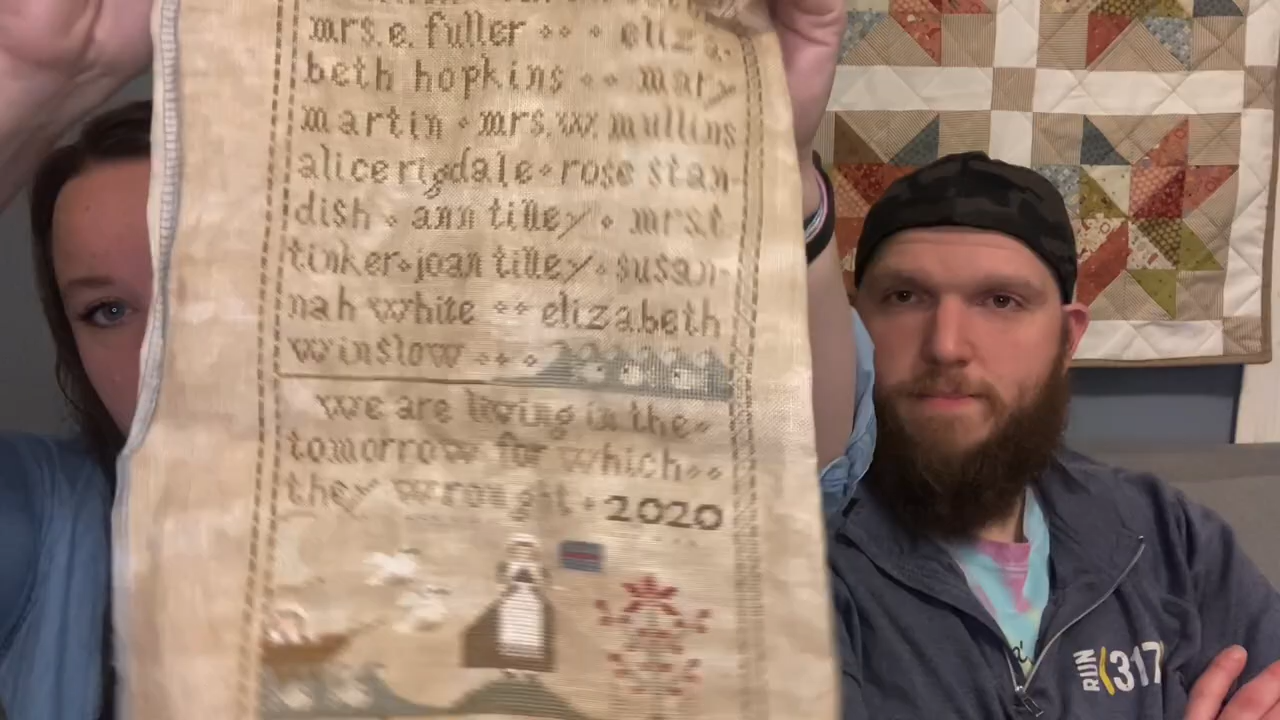 mrs. e. fuller eliza
beth hopkins mar
martin mrs. w. mullins
alice rigdale rose stan-
dish ann tilley mrs. t.
tinker joan tilley susan-
nah white elizabeth
winslow
we are living in the
tomorrow for which
they wrought 2020
RUN
317